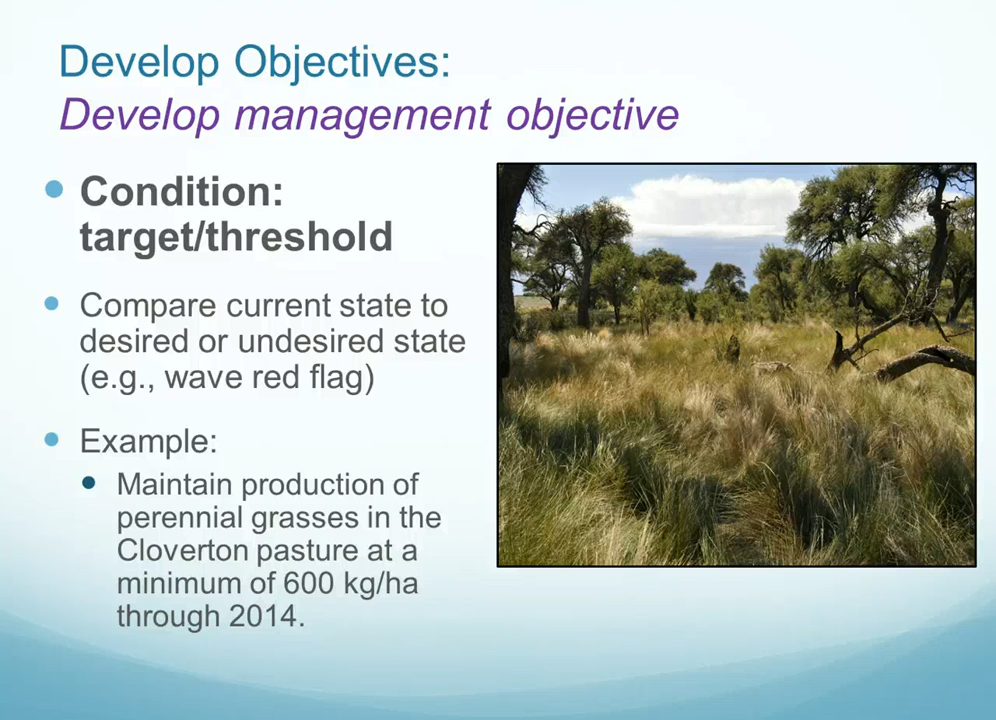 Develop Objectives:
Develop management objective
Condition:
target/threshold
Compare current state to
desired or undesired state
(e.g., wave red flag)
Example:
Maintain production of
perennial grasses in the
Cloverton pasture at a
minimum of 600 kg/ha
through 2014.